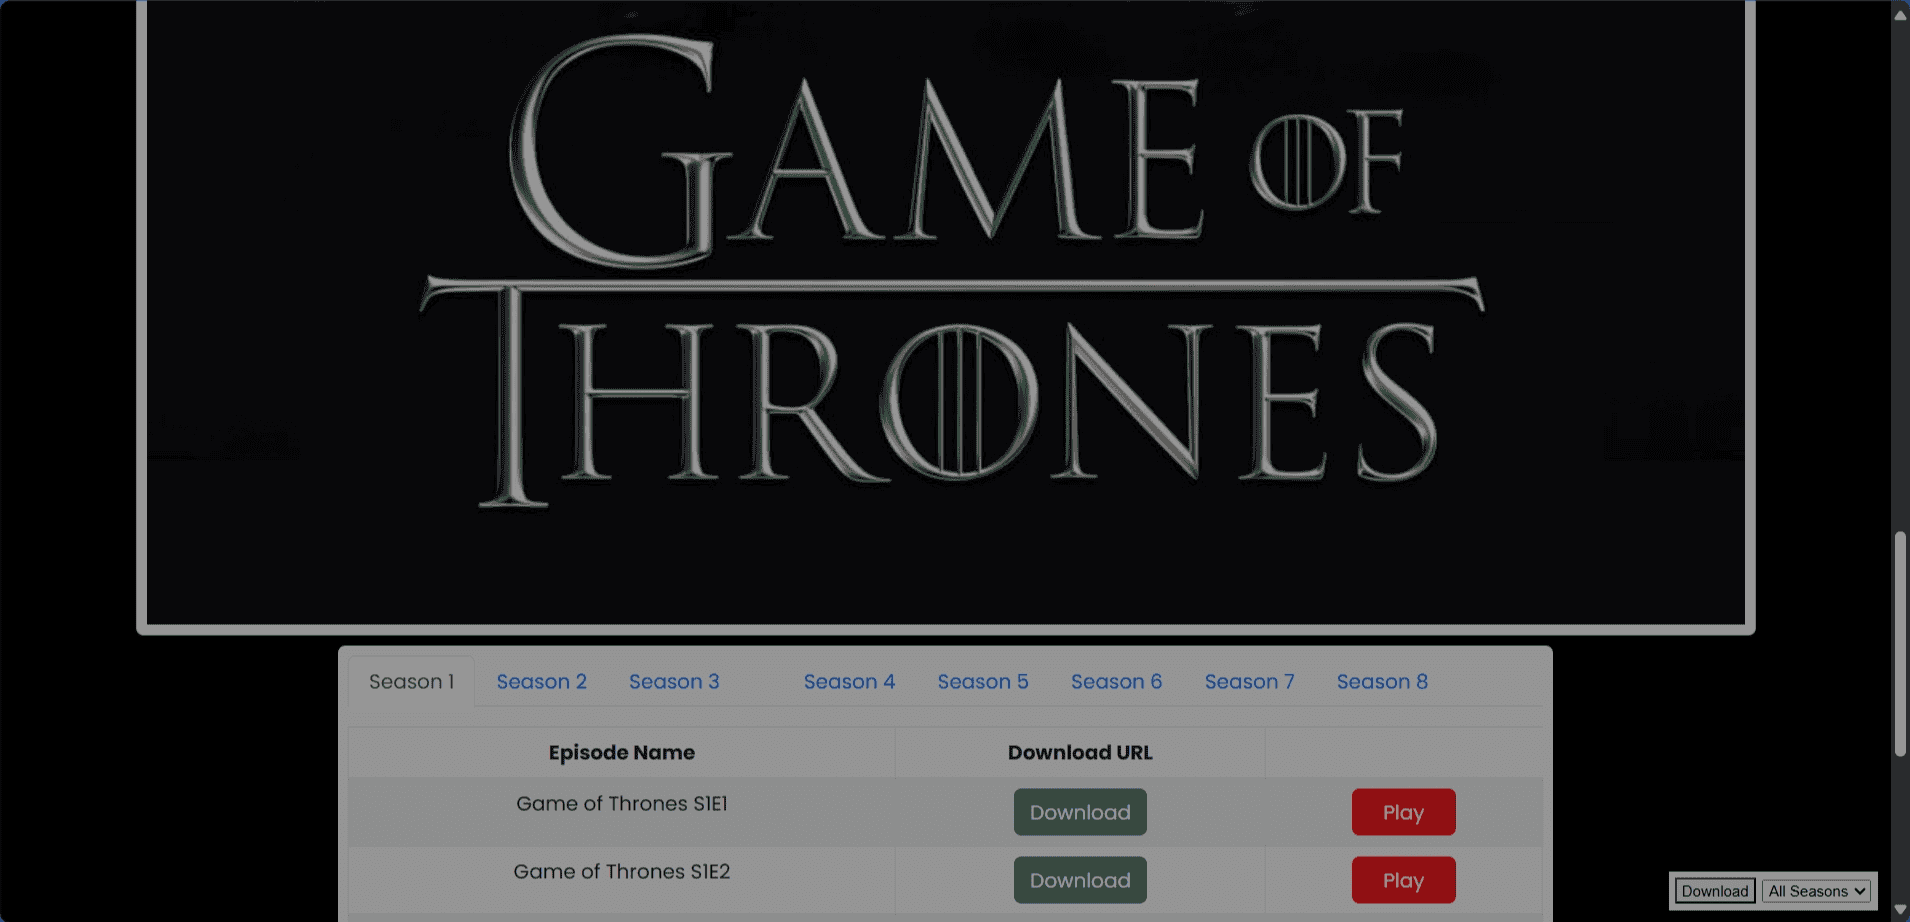 GAME OF
THRONES
Season 1 Season 2 Season 3 Season 4 Season 5 Season 6 Season 7 Season 8
Episode Name Download URL
Game of Thrones S1E1 Download Play
Game of Thrones S1E2 Download Play
Download All Seasons